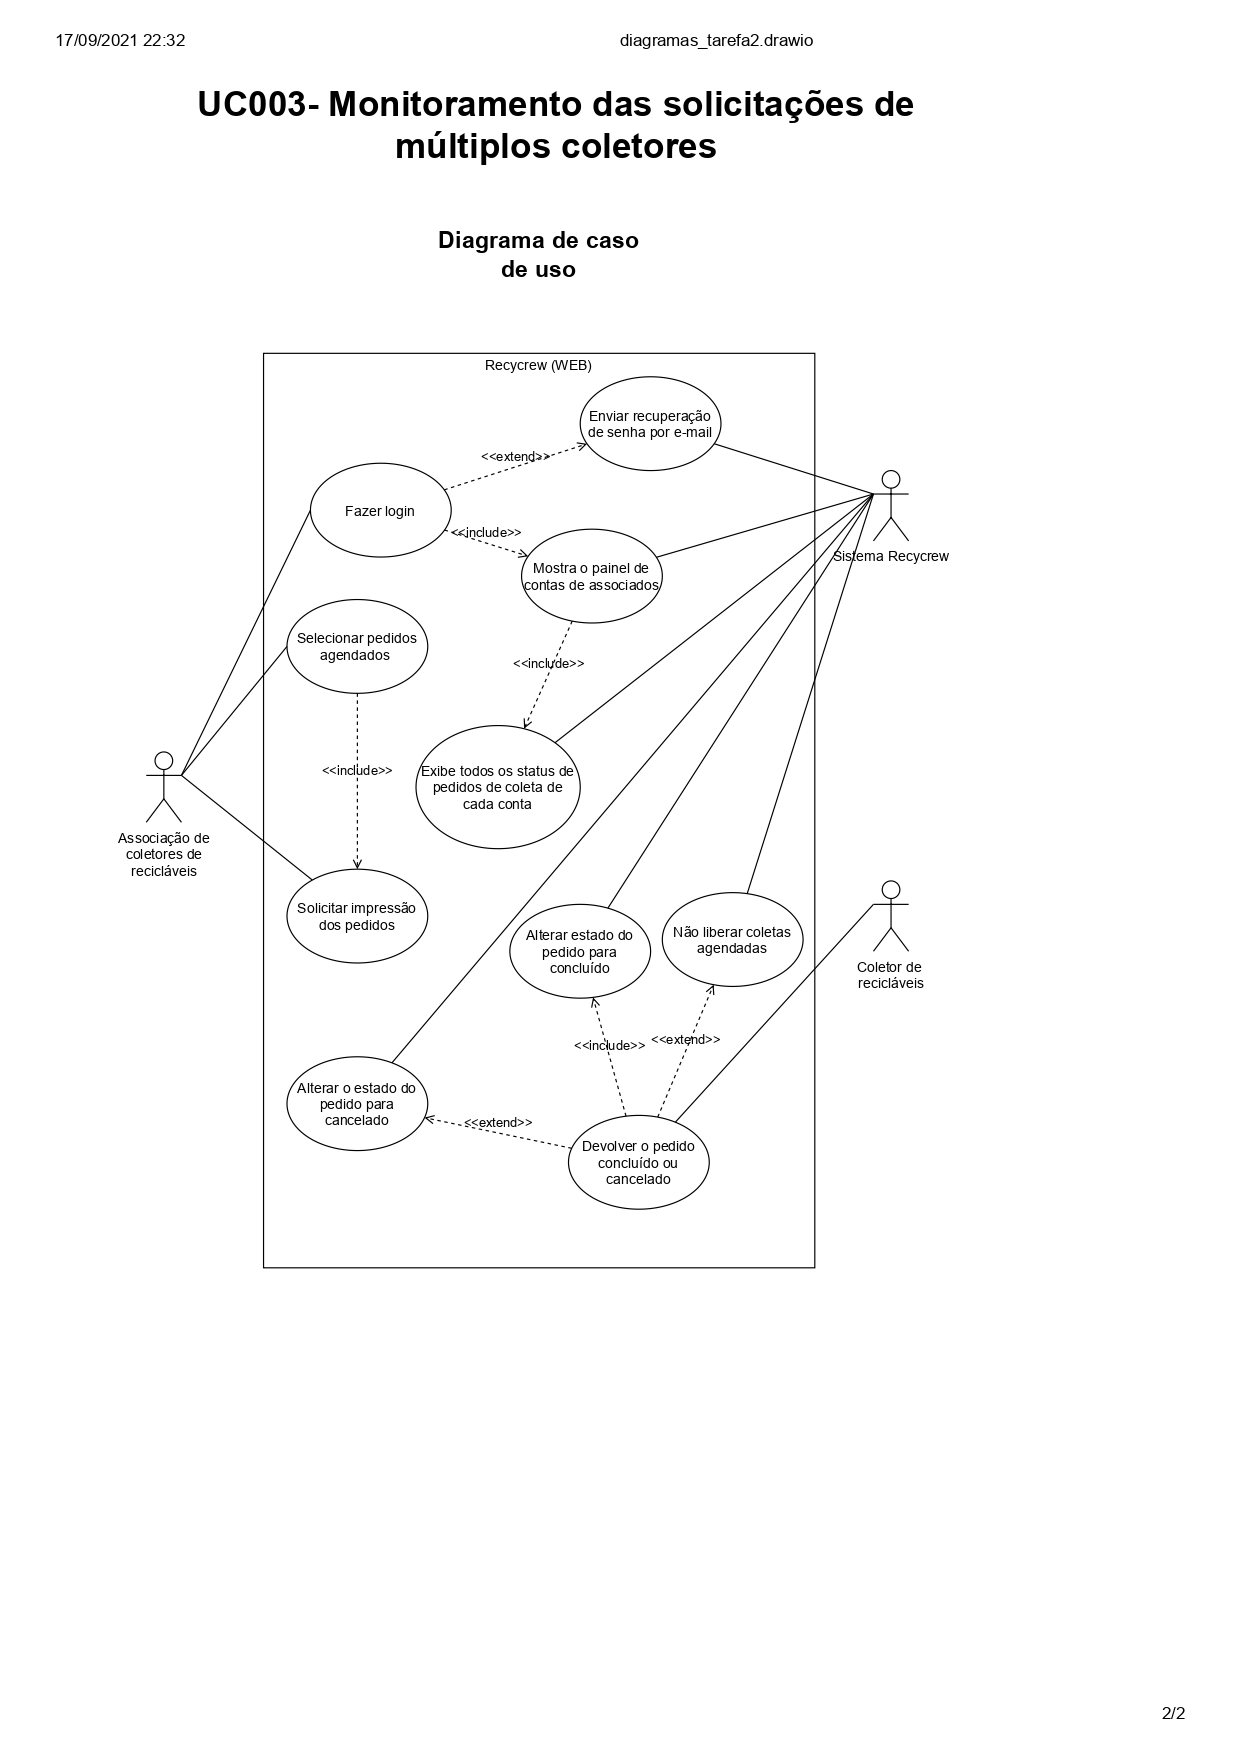 17/09/2021 22:32
diagramas_tarefa2.drawio
UC003- Monitoramento das solicitações de
múltiplos coletores
Diagrama de caso
de uso
Recycrew (WEB)
Enviar recuperação
de senha por e-mail
<<extend>>
Fazer login
<<include>>
Sistema Recycrew
Mostra o painel de
contas de associados
Selecionar pedidos
agendados
<<include>>
<<include>>
Exibe todos os status de
pedidos de coleta de
cada conta
Associação de
coletores de
recicláveis
Solicitar impressão
dos pedidos
Alterar estado do
pedido para
concluído
Não liberar coletas
agendadas
Coletor de
recicláveis
<<include>>
<<extend>>
Alterar o estado do
pedido para
cancelado
<<extend>>
Devolver o pedido
concluído ou
cancelado
2/2